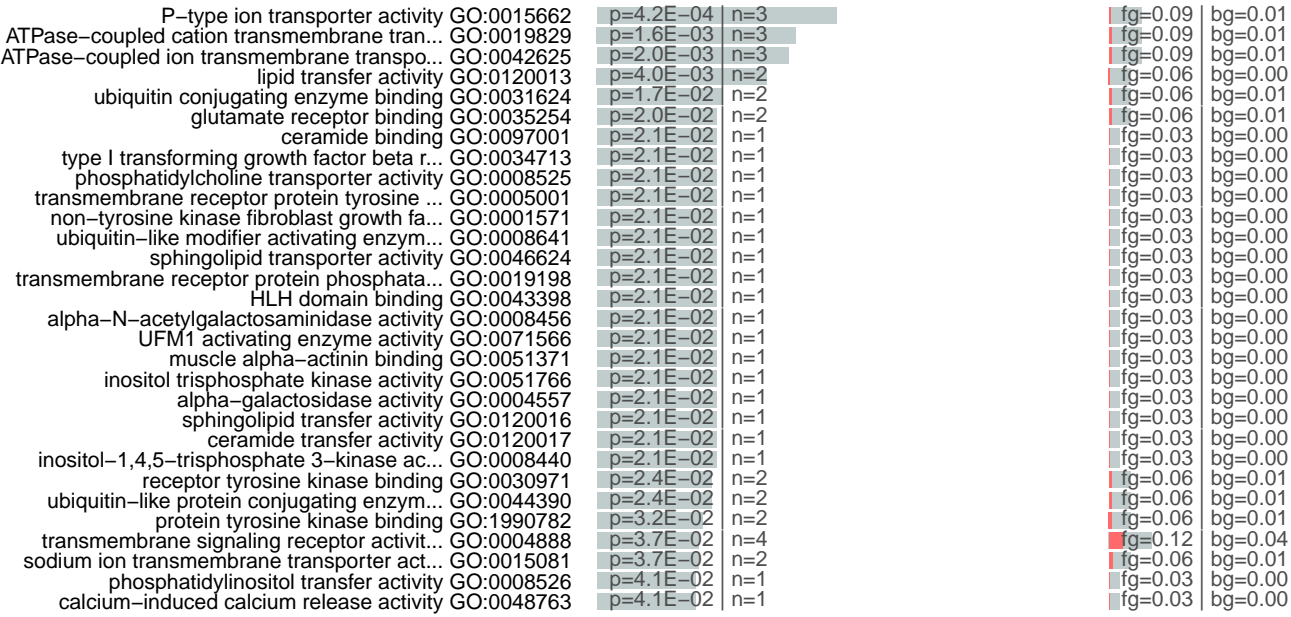 P−type ion transporter activity GO:0015662 p=4.2E−04 n=3 fg=0.09 bg=0.01
ATPase−coupled cation transmembrane tran... GO:0019829 p=1.6E−03 n=3 fg=0.09 bg=0.01
ATPase−coupled ion transmembrane transpo... GO:0042625 p=2.0E−03 n=3 fg=0.09 bg=0.01
lipid transfer activity GO:0120013 p=4.0E−03 n=2 fg=0.06 bg=0.00
ubiquitin conjugating enzyme binding GO:0031624 p=1.7E−02 n=2 fg=0.06 bg=0.01
glutamate receptor binding GO:0035254 p=2.0E−02 n=2 fg=0.06 bg=0.01
ceramide binding GO:0097001 p=2.1E−02 n=1 fg=0.03 bg=0.00
type I transforming growth factor beta r... GO:0034713 p=2.1E−02 n=1 fg=0.03 bg=0.00
phosphatidylcholine transporter activity GO:0008525 p=2.1E−02 n=1 fg=0.03 bg=0.00
transmembrane receptor protein tyrosine ... GO:0005001 p=2.1E−02 n=1 fg=0.03 bg=0.00
non−tyrosine kinase fibroblast growth fa... GO:0001571 p=2.1E−02 n=1 fg=0.03 bg=0.00
ubiquitin−like modifier activating enzym... GO:0008641 p=2.1E−02 n=1 fg=0.03 bg=0.00
sphingolipid transporter activity GO:0046624 p=2.1E−02 n=1 fg=0.03 bg=0.00
transmembrane receptor protein phosphata... GO:0019198 p=2.1E−02 n=1 fg=0.03 bg=0.00
HLH domain binding GO:0043398 p=2.1E−02 n=1 fg=0.03 bg=0.00
alpha−N−acetylgalactosaminidase activity GO:0008456 p=2.1E−02 n=1 fg=0.03 bg=0.00
UFM1 activating enzyme activity GO:0071566 p=2.1E−02 n=1 fg=0.03 bg=0.00
muscle alpha−actinin binding GO:0051371 p=2.1E−02 n=1 fg=0.03 bg=0.00
inositol trisphosphate kinase activity GO:0051766 p=2.1E−02 n=1 fg=0.03 bg=0.00
alpha−galactosidase activity GO:0004557 p=2.1E−02 n=1 fg=0.03 bg=0.00
sphingolipid transfer activity GO:0120016 p=2.1E−02 n=1 fg=0.03 bg=0.00
ceramide transfer activity GO:0120017 p=2.1E−02 n=1 fg=0.03 bg=0.00
inositol−1,4,5−trisphosphate 3−kinase ac... GO:0008440 p=2.1E−02 n=1 fg=0.03 bg=0.00
receptor tyrosine kinase binding GO:0030971 p=2.4E−02 n=2 fg=0.06 bg=0.01
ubiquitin−like protein conjugating enzym... GO:0044390 p=2.4E−02 n=2 fg=0.06 bg=0.01
protein tyrosine kinase binding GO:1990782 p=3.2E−02 n=2 fg=0.06 bg=0.01
transmembrane signaling receptor activit... GO:0004888 p=3.7E−02 n=4 fg=0.12 bg=0.04
sodium ion transmembrane transporter act... GO:0015081 p=3.7E−02 n=2 fg=0.06 bg=0.01
phosphatidylinositol transfer activity GO:0008526 p=4.1E−02 n=1 fg=0.03 bg=0.00
calcium−induced calcium release activity GO:0048763 p=4.1E−02 n=1 fg=0.03 bg=0.00